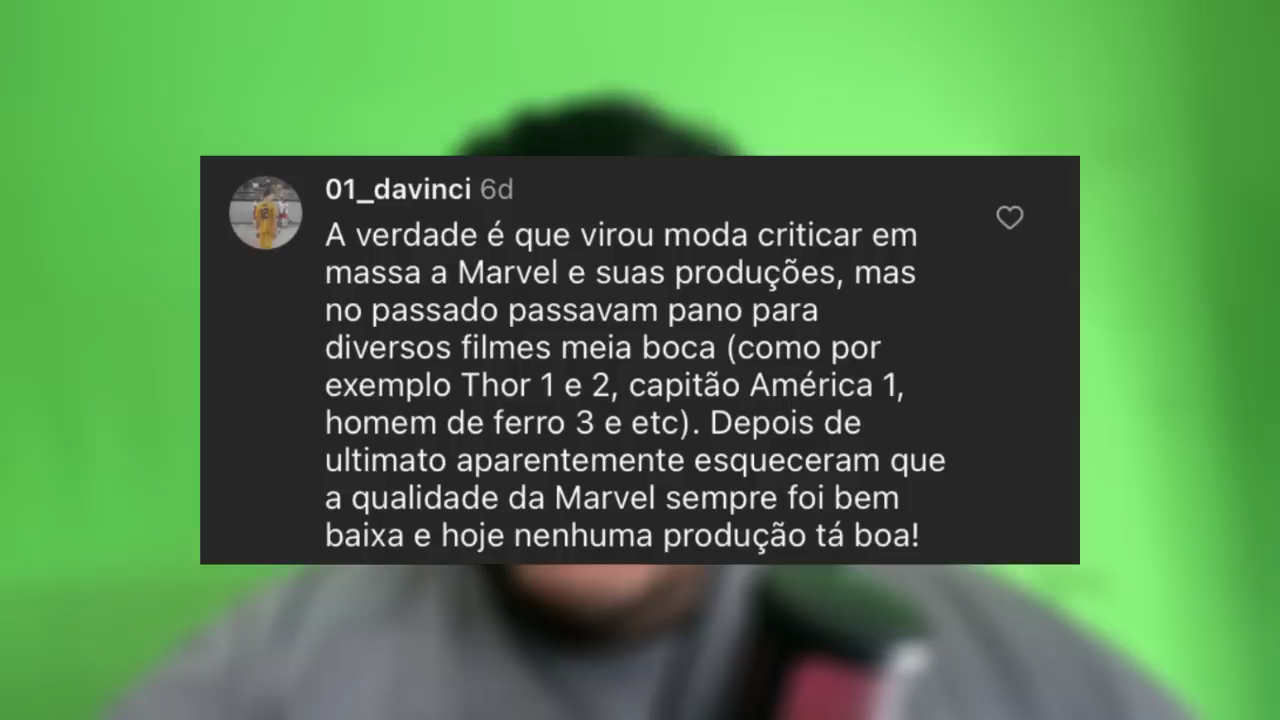 01_davinci 6d
A verdade é que virou moda criticar em
massa a Marvel e suas produções, mas
no passado passavam pano para
diversos filmes meia boca (como por
exemplo Thor 1 e 2, capitão América 1,
homem de ferro 3 e etc). Depois de
ultimato aparentemente esqueceram que
a qualidade da Marvel sempre foi bem
baixa e hoje nenhuma produção tá boa!